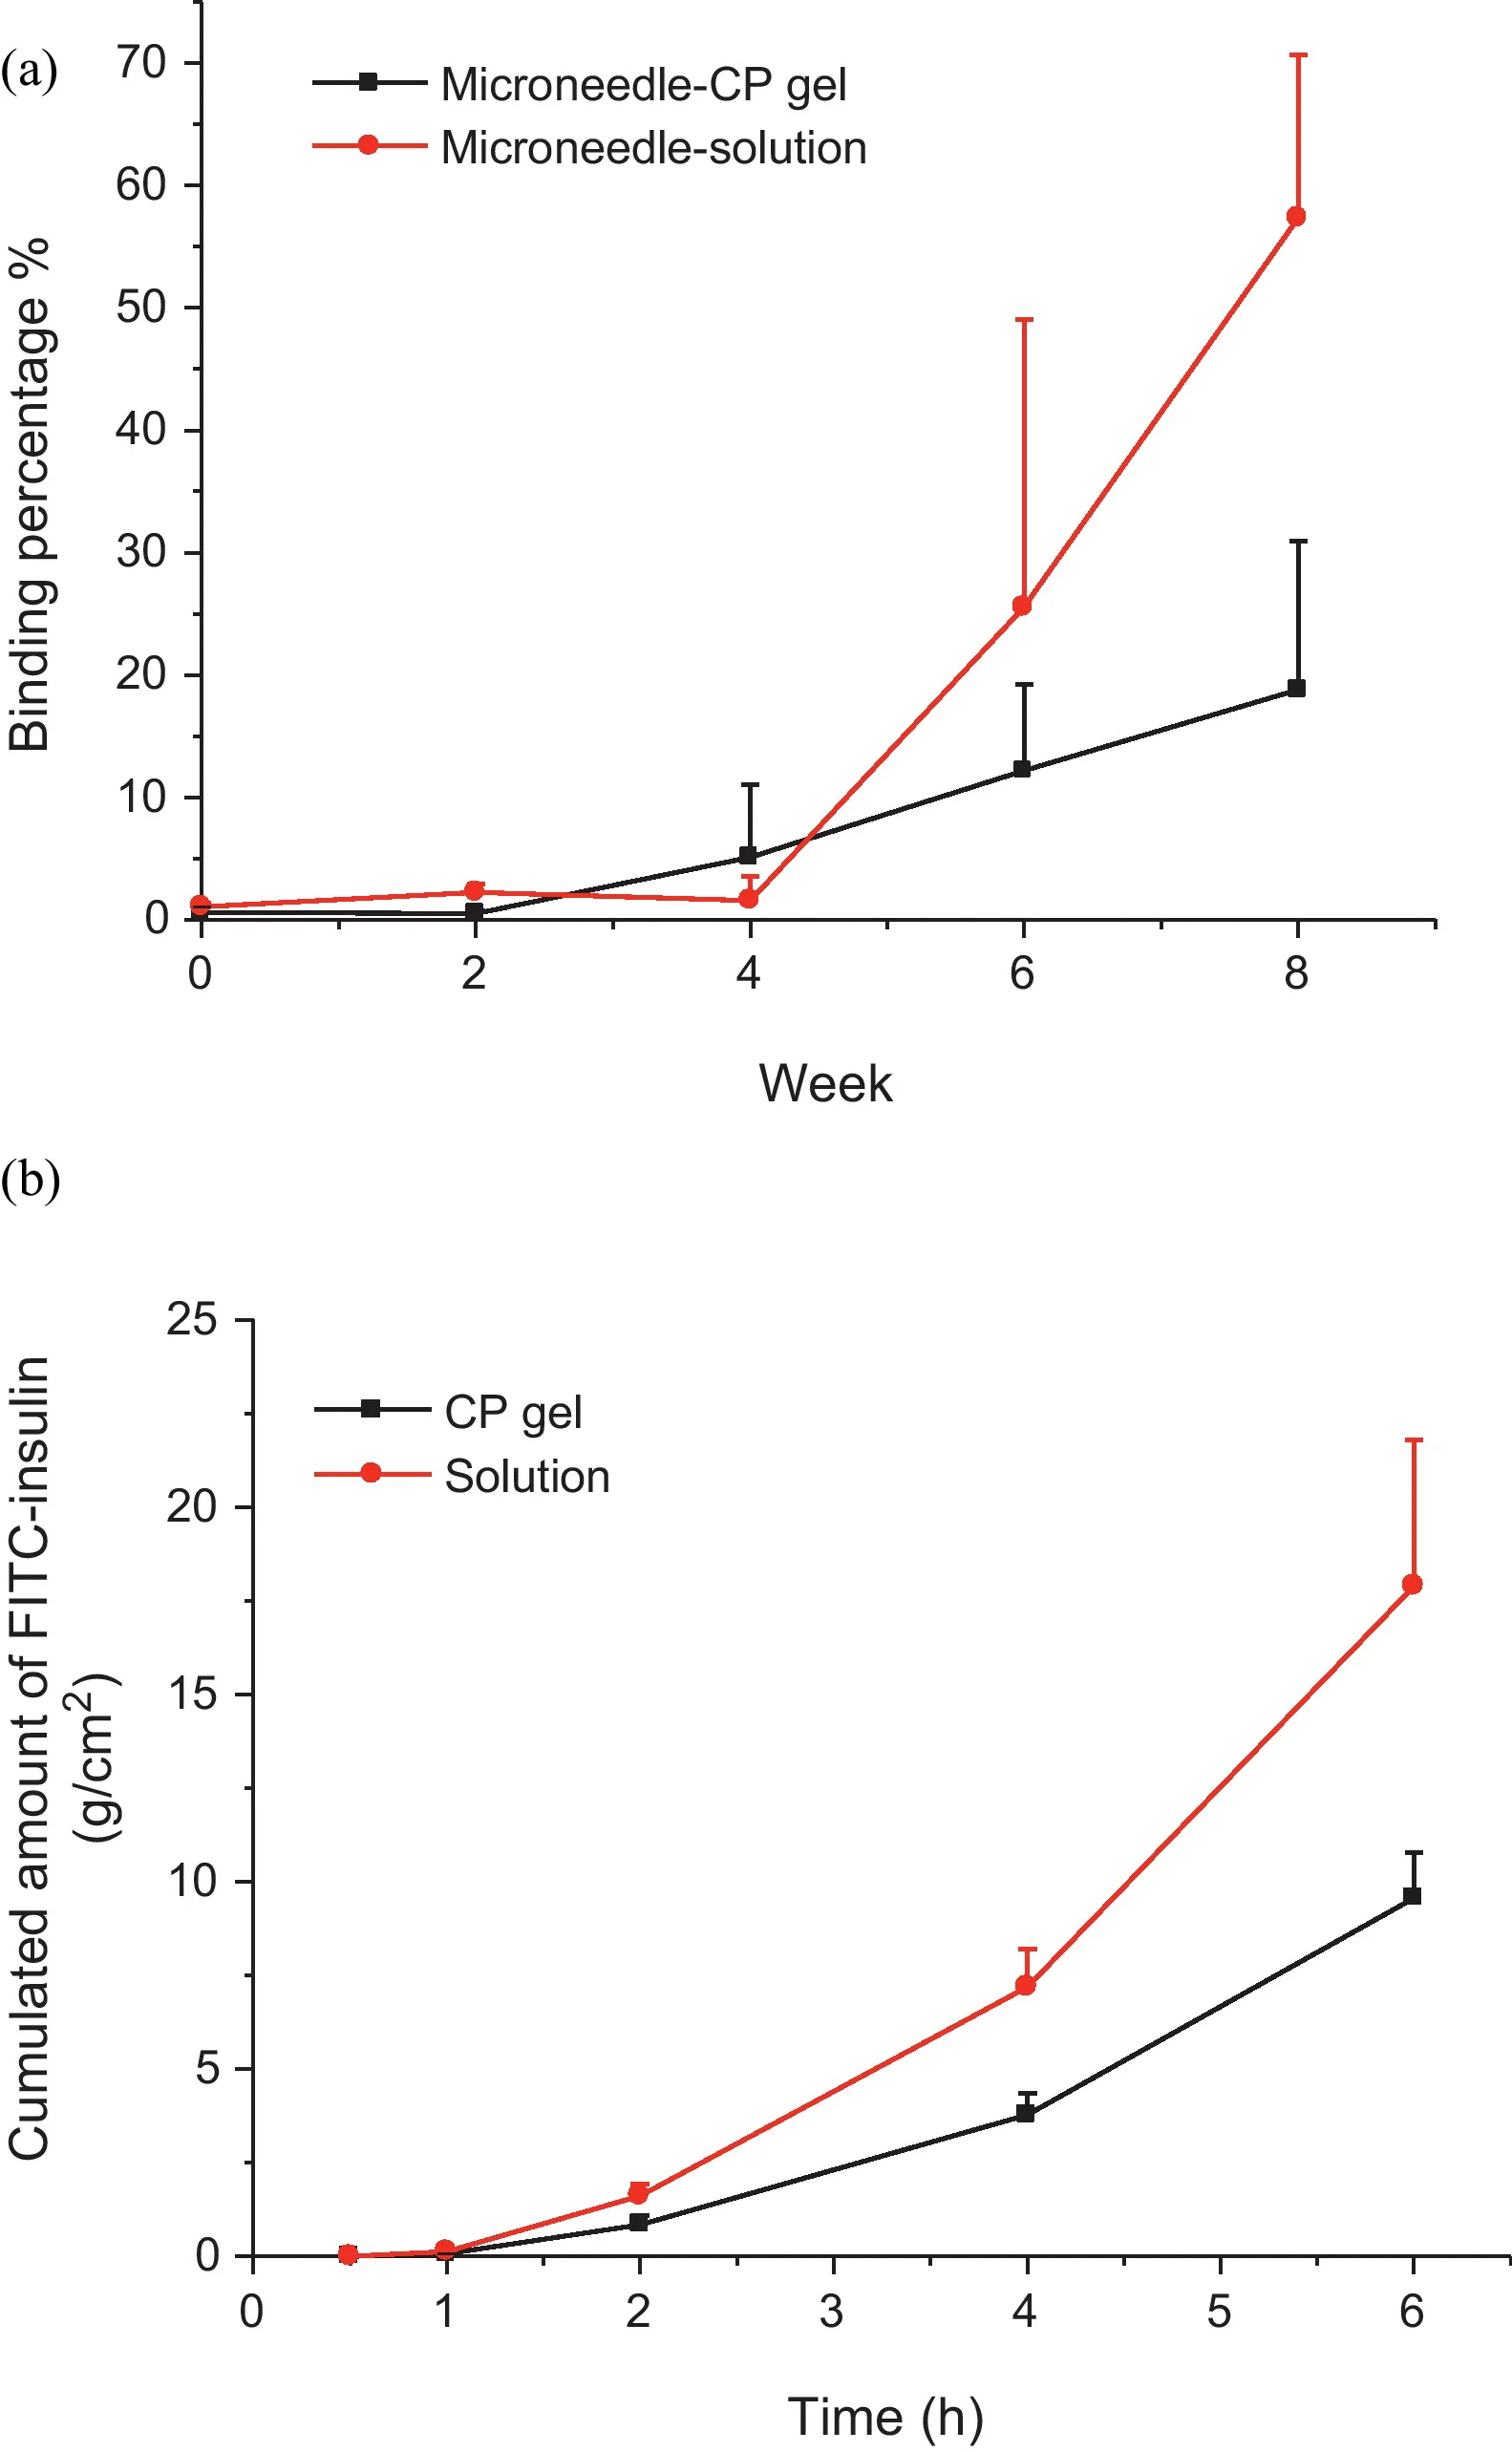 (a)
70
60
50
40
30
20
10
0
Binding percentage %
Microneedle-CP gel
Microneedle-solution
0 2 4 6 8
Week
(b)
25
20
15
10
5
0
Cumulated amount of FITC-insulin
(g/cm²)
CP gel
Solution
0 1 2 3 4 5 6
Time (h)